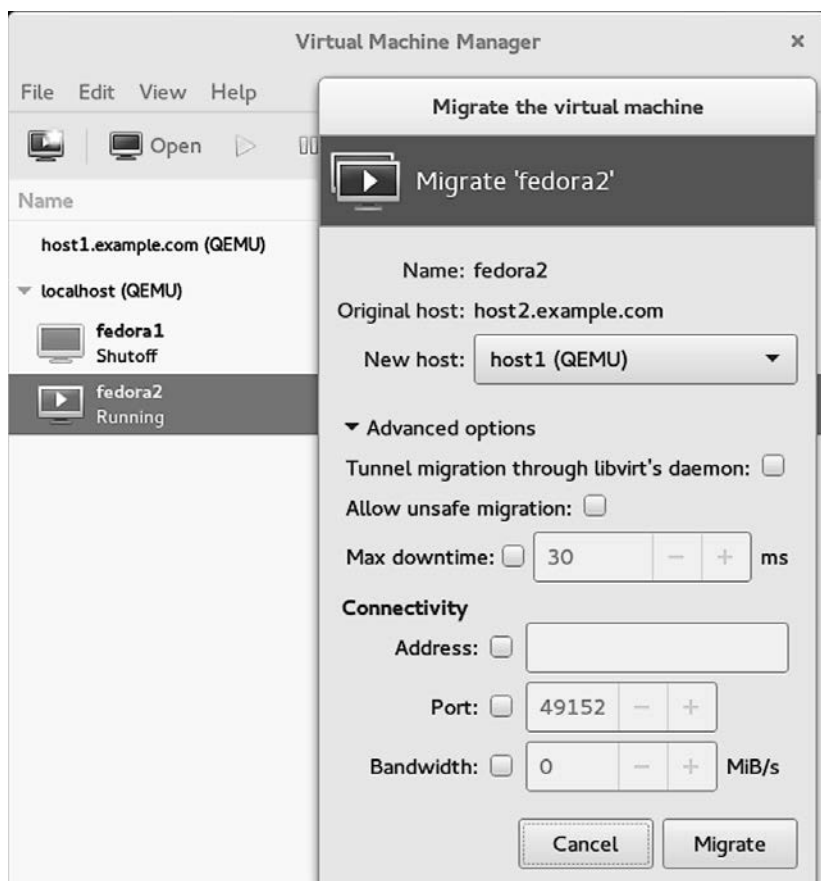 Virtual Machine Manager
File Edit View Help
Open
Name
host1.example.com (QEMU)
localhost (QEMU)
fedora1
Shutoff
fedora2
Running
Migrate the virtual machine
Migrate 'fedora2'
Name: fedora2
Original host: host2.example.com
New host: host1 (QEMU)
Advanced options
Tunnel migration through libvirt's daemon:
Allow unsafe migration:
Max downtime: 30 - + ms
Connectivity
Address:
Port: 49152 - +
Bandwidth: 0 - + MiB/s
Cancel Migrate